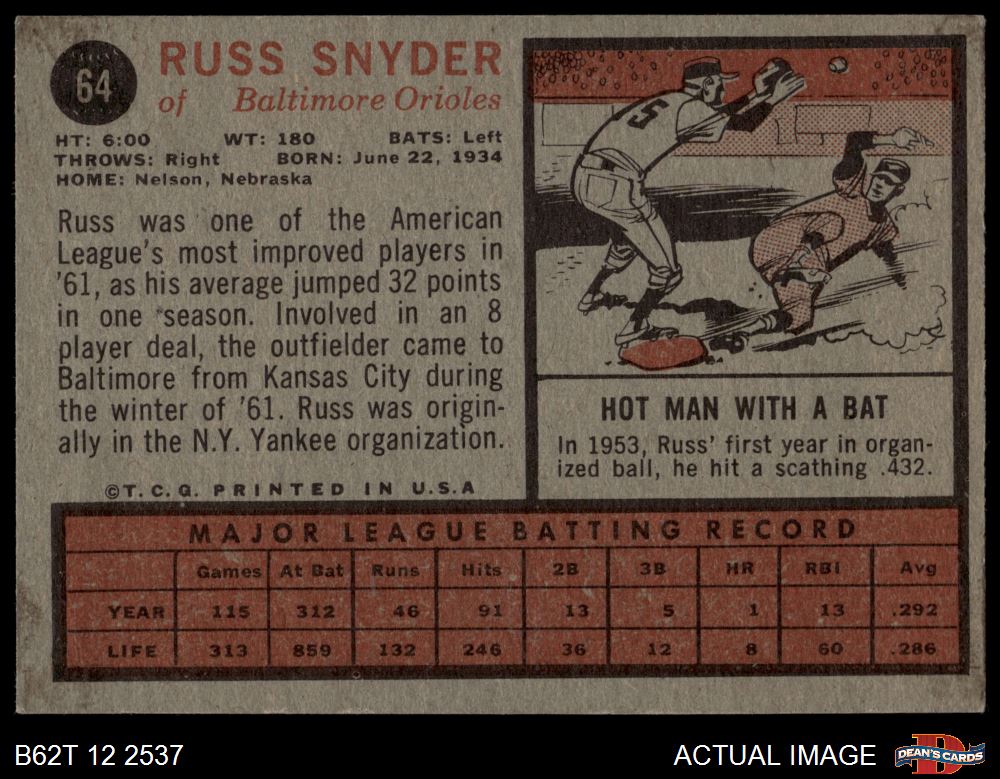 64
RUSS SNYDER
of Baltimore Orioles
HT: 6:00 WT: 180 BATS: Left
THROWS: Right BORN: June 22, 1934
HOME: Nelson, Nebraska
Russ was one of the American
League's most improved players in
'61, as his average jumped 32 points
in one season. Involved in an 8
player deal, the outfielder came to
Baltimore from Kansas City during
the winter of '61. Russ was origin-
ally in the N.Y. Yankee organization.
©T. C. G. PRINTED IN U.S.A
5
HOT MAN WITH A BAT
In 1953, Russ' first year in organ-
ized ball, he hit a scathing .432.
MAJOR LEAGUE BATTING RECORD
Games At Bat Runs Hits 2B 3B HR RBI Avg
YEAR 115 312 46 91 13 5 1 13 .292
LIFE 313 859 132 246 36 12 8 60 .286
B62T 12 2537 ACTUAL IMAGE DEAN'S CARDS